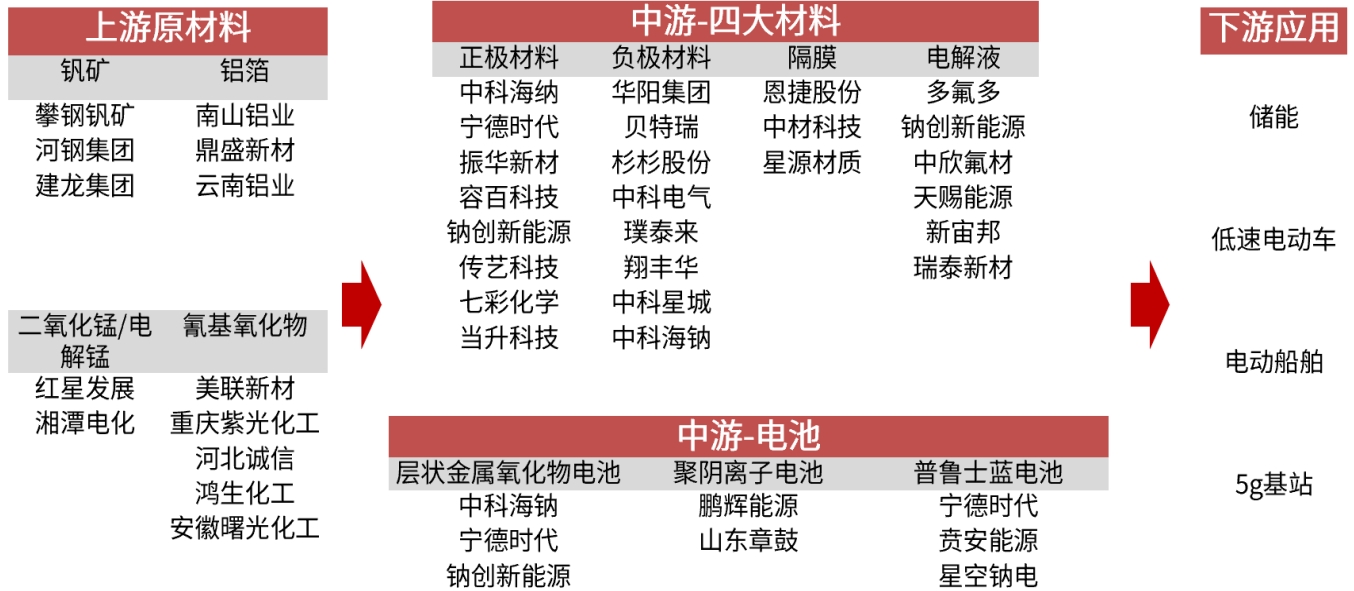 上游原材料
钒矿 铝箔
攀钢钒矿 南山铝业
河钢集团 鼎盛新材
建龙集团 云南铝业
二氧化锰/电
解锰
氰基氧化物
红星发展 美联新材
湘潭电化 重庆紫光化工
河北诚信
鸿生化工
安徽曙光化工
中游-四大材料
正极材料 负极材料 隔膜 电解液
中科海纳 华阳集团 恩捷股份 多氟多
宁德时代 贝特瑞 中材科技 钠创新能源
振华新材 杉杉股份 星源材质 中欣氟材
容百科技 中科电气 天赐能源
钠创新能源 璞泰来 新宙邦
传艺科技 翔丰华 瑞泰新材
七彩化学 中科星城
当升科技 中科海钠
中游-电池
层状金属氧化物电池 聚阴离子电池 普鲁士蓝电池
中科海钠 鹏辉能源 宁德时代
宁德时代 山东章鼓 贲安能源
钠创新能源 星空钠电
下游应用
储能
低速电动车
电动船舶
5g基站